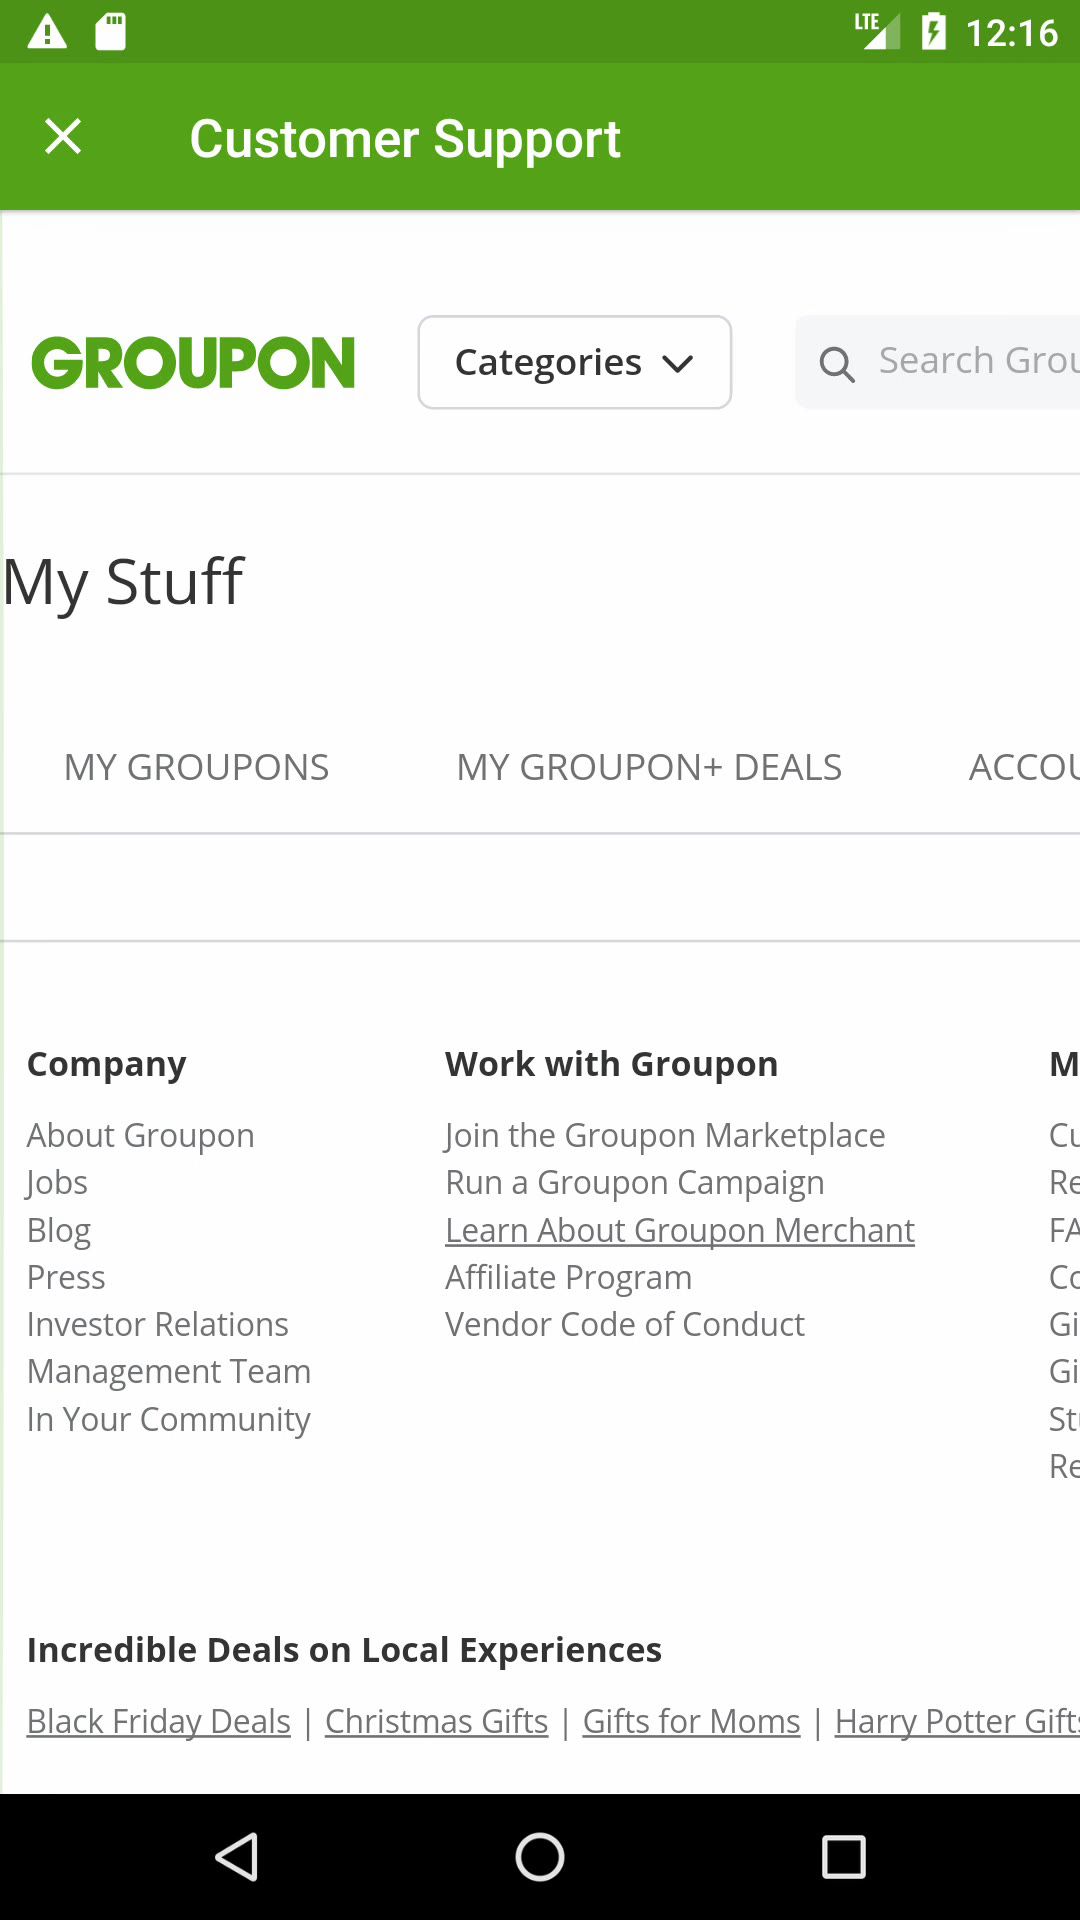 LTE 12:16
Customer Support
GROUPON Categories Search Grou
My Stuff
MY GROUPONS MY GROUPON+ DEALS ACCOU
Company
About Groupon
Jobs
Blog
Press
Investor Relations
Management Team
In Your Community
Work with Groupon
Join the Groupon Marketplace
Run a Groupon Campaign
Learn About Groupon Merchant
Affiliate Program
Vendor Code of Conduct
M
Cu
Re
FA
Co
Gi
Gi
Stu
Re
Incredible Deals on Local Experiences
Black Friday Deals | Christmas Gifts | Gifts for Moms | Harry Potter Gifts